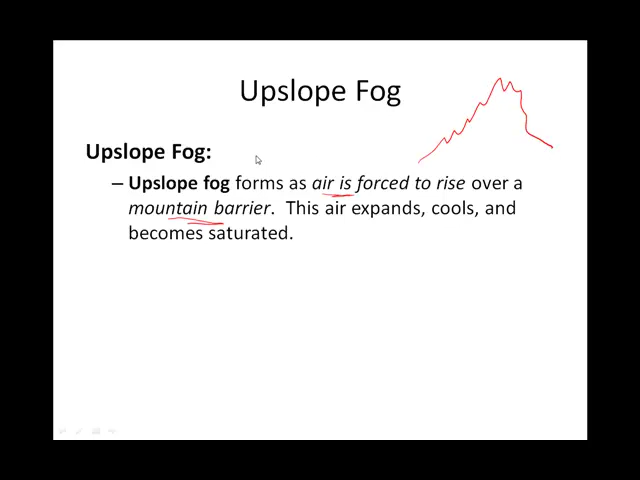 Upslope Fog
Upslope Fog:
– Upslope fog forms as air is forced to rise over a
mountain barrier. This air expands, cools, and
becomes saturated.